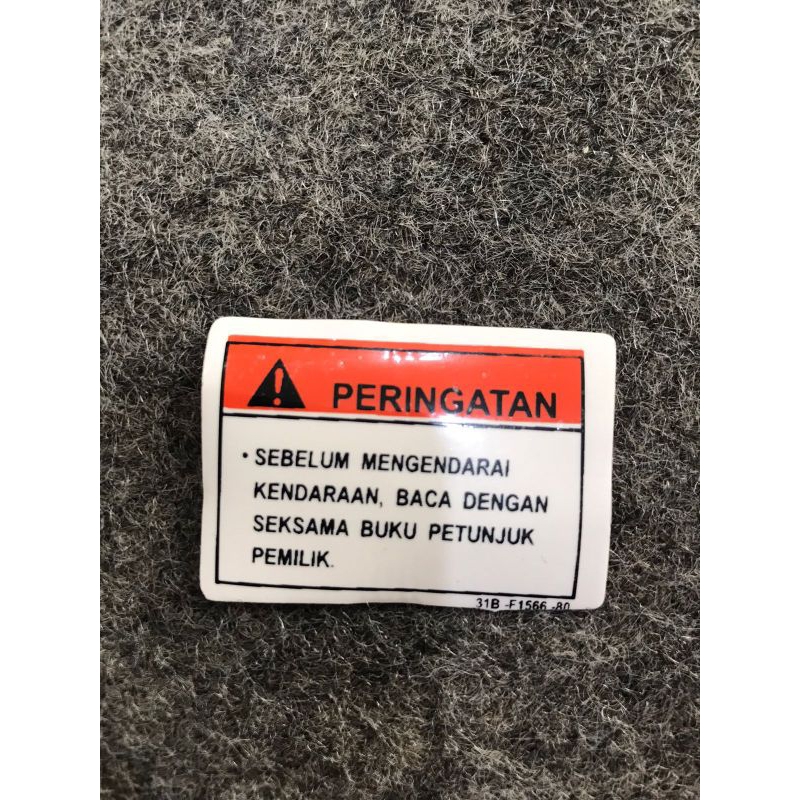 PERINGATAN
• SEBELUM MENGENDARAI
KENDARAAN, BACA DENGAN
SEKSAMA BUKU PETUNJUK
PEMILIK.
31B -F1566 -80